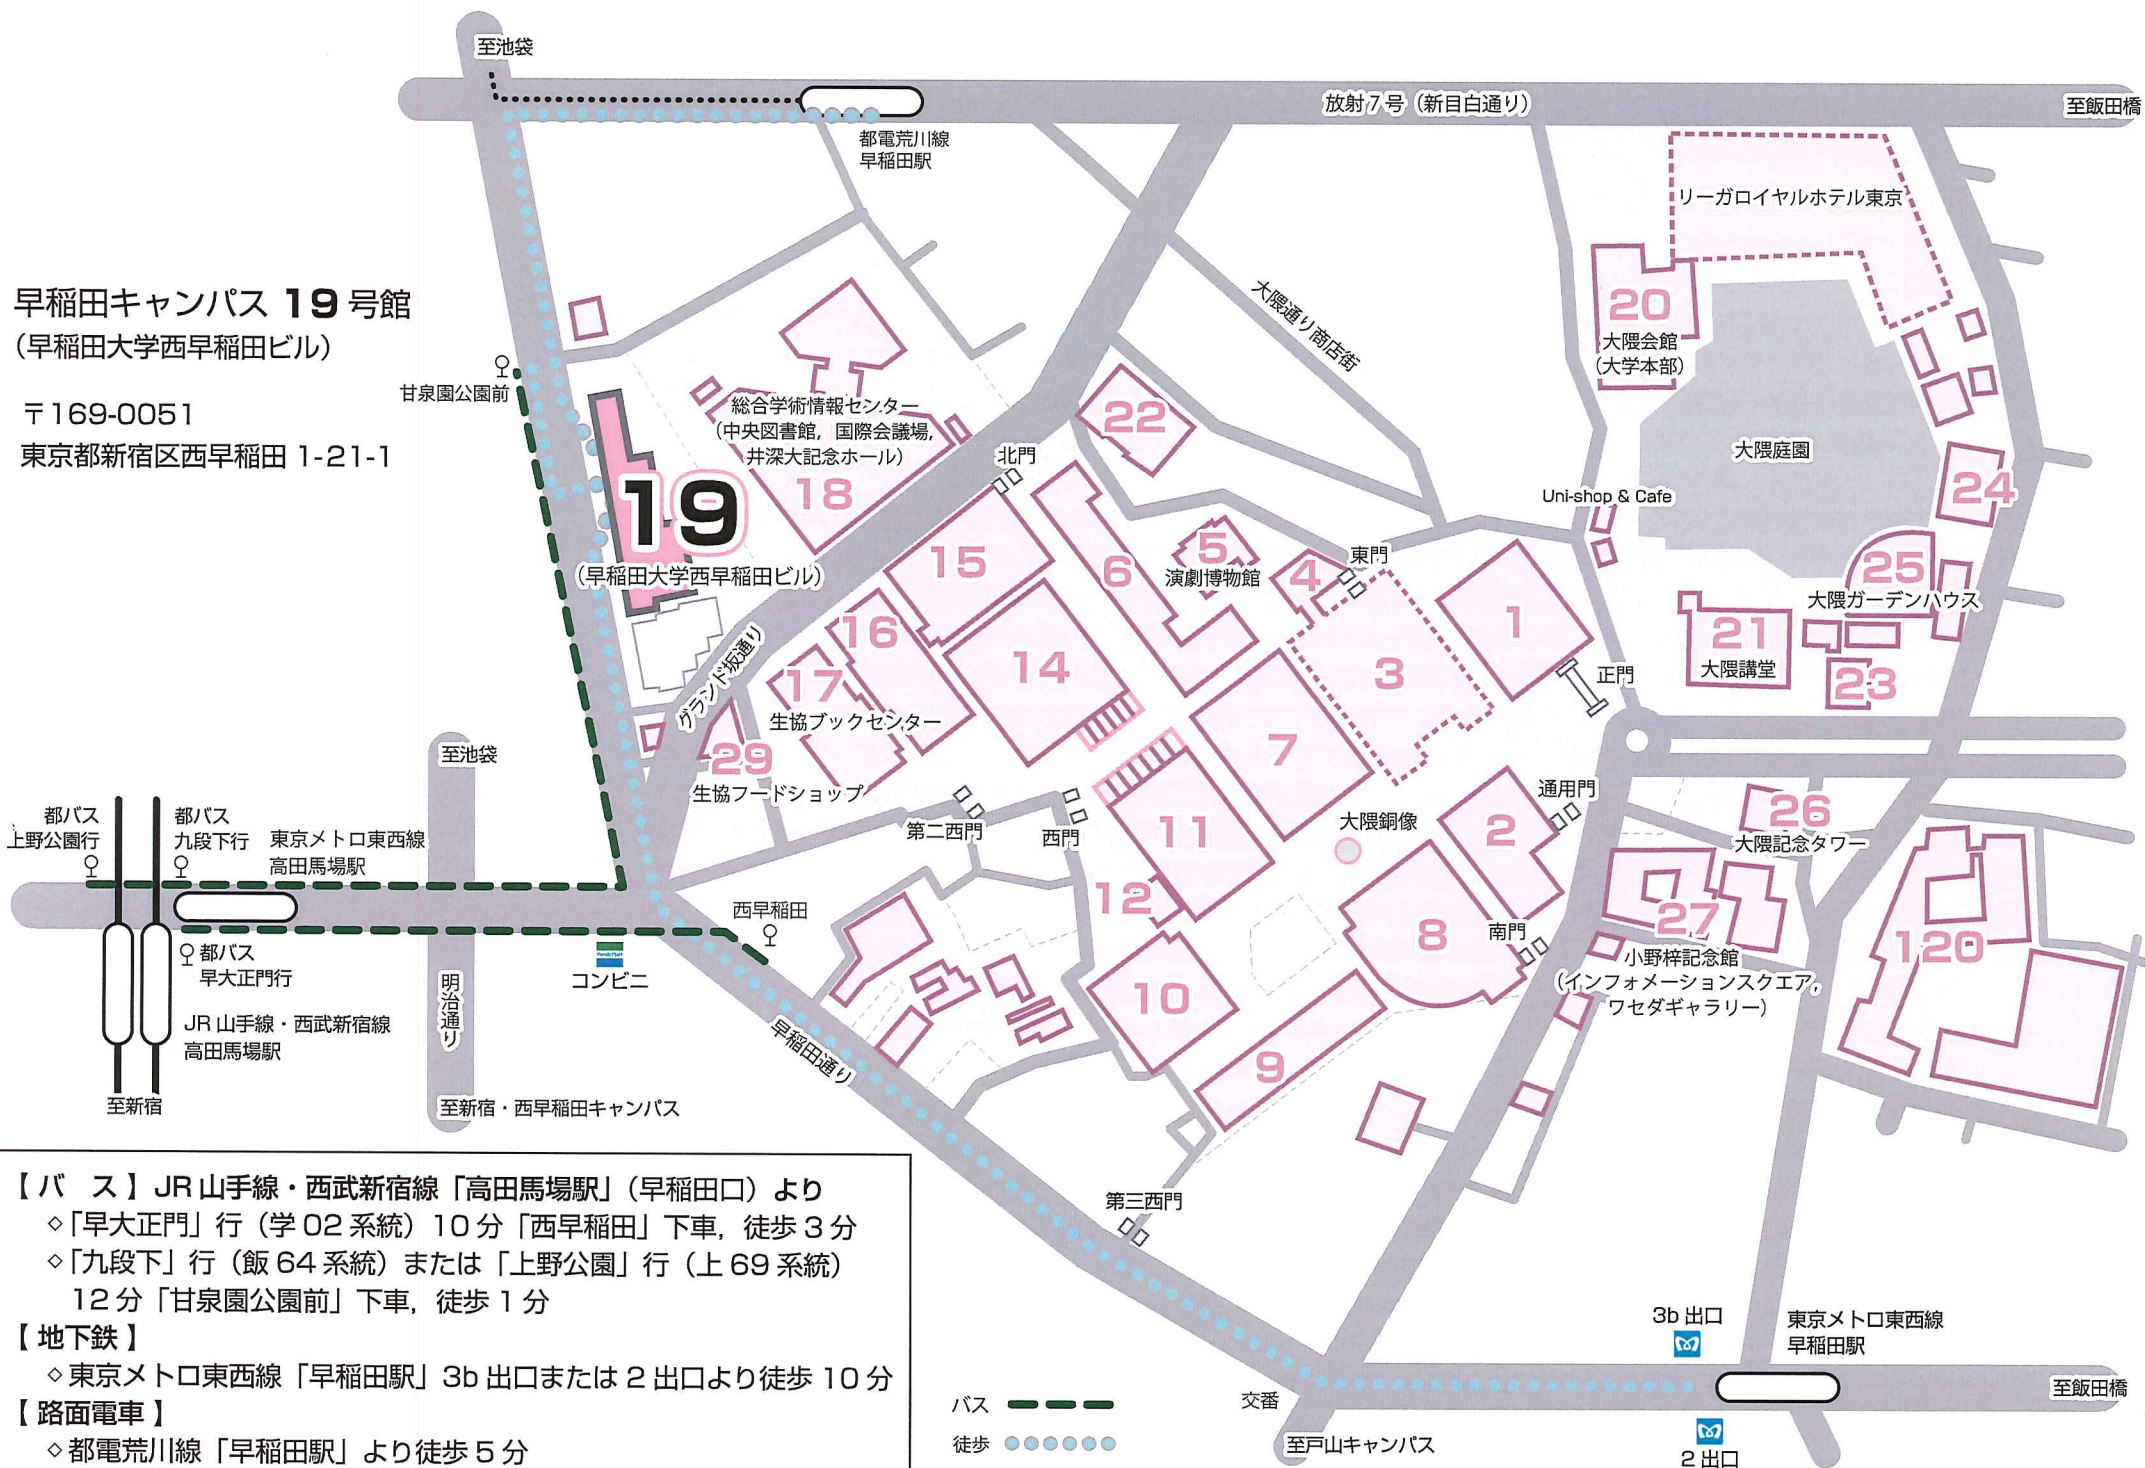 至池袋
放射7号（新目白通り）
至飯田橋
都電荒川線
早稲田駅
リーガロイヤルホテル東京
早稲田キャンパス 19 号館
（早稲田大学西早稲田ビル）
〒169-0051
東京都新宿区西早稲田 1-21-1
甘泉園公園前
大隈通り商店街
20
大隈会館
（大学本部）
総合学術情報センター
（中央図書館，国際会議場，
井深大記念ホール）
18
22
北門
大隈庭園
Uni-shop & Cafe
24
19
（早稲田大学西早稲田ビル）
15
6
5
演劇博物館
4
東門
25
大隈ガーデンハウス
1
正門
21
大隈講堂
23
グランド坂通り
16
17
生協ブックセンター
14
3
7
29
生協フードショップ
至池袋
都バス
上野公園行
都バス
九段下行
東京メトロ東西線
高田馬場駅
第二西門
西門
11
12
大隈銅像
2
通用門
26
大隈記念タワー
西早稲田
都バス
早大正門行
コンビニ
明治通り
JR 山手線・西武新宿線
高田馬場駅
至新宿
至新宿・西早稲田キャンパス
早稲田通り
10
9
8
南門
27
小野梓記念館
（インフォメーションスクエア，
ワセダギャラリー）
120
第三西門
【 バ　ス 】JR 山手線・西武新宿線「高田馬場駅」（早稲田口）より
◇「早大正門」行（学 02 系統）10 分「西早稲田」下車，徒歩 3 分
◇「九段下」行（飯 64 系統）または「上野公園」行（上 69 系統）
12 分「甘泉園公園前」下車，徒歩 1 分
【 地下鉄 】
◇東京メトロ東西線「早稲田駅」3b 出口または 2 出口より徒歩 10 分
【 路面電車 】
◇都電荒川線「早稲田駅」より徒歩 5 分
バス
徒歩
交番
至戸山キャンパス
3b 出口
東京メトロ東西線
早稲田駅
至飯田橋
2 出口